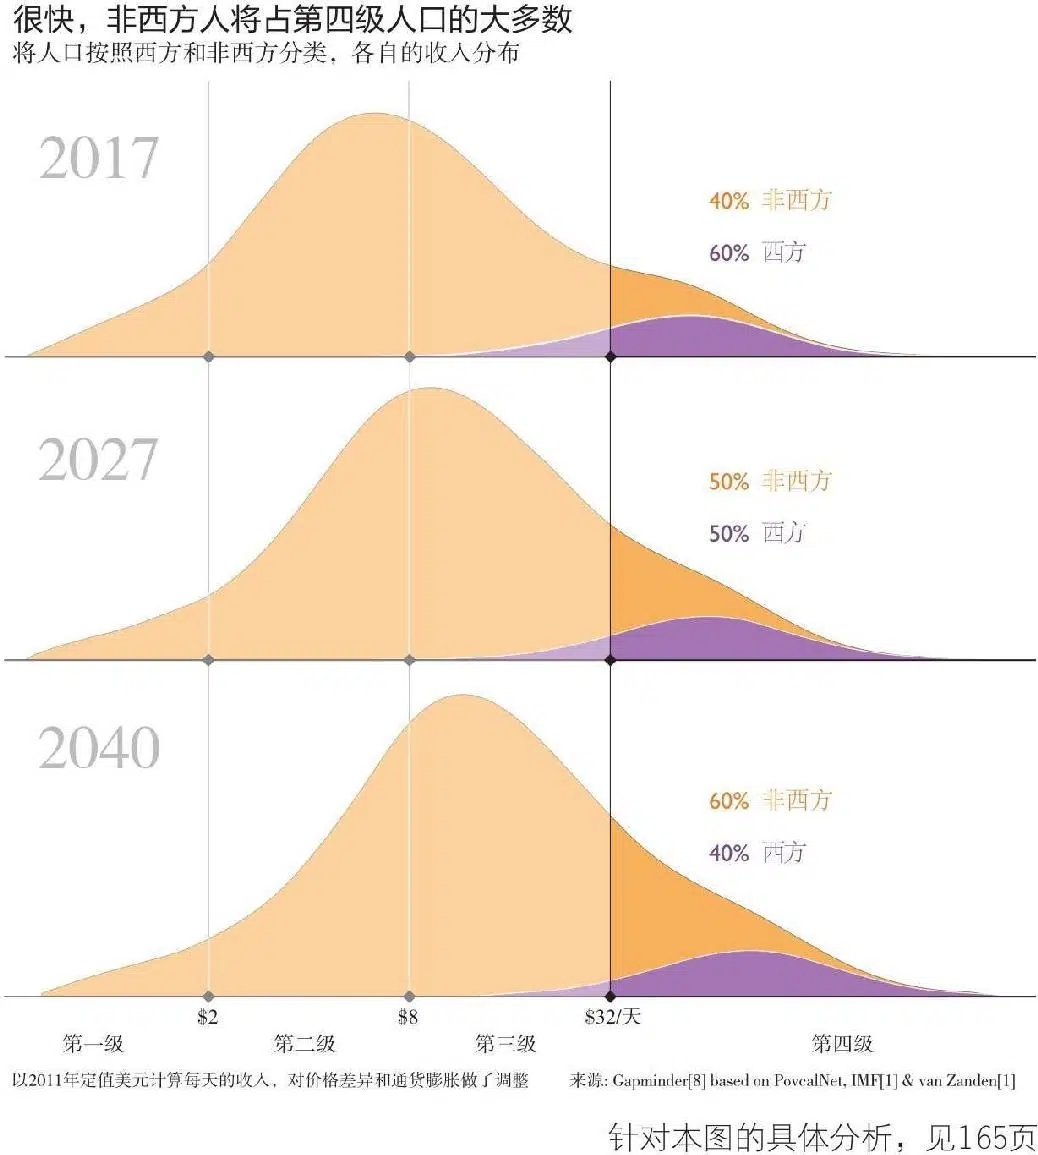 很快，非西方人将占第四级人口的大多数
将人口按照西方和非西方分类，各自的收入分布
2017
40% 非西方
60% 西方
2027
50% 非西方
50% 西方
2040
60% 非西方
40% 西方
$2 $8 $32/天
第一级 第二级 第三级 第四级
以2011年定值美元计算每天的收入，对价格差异和通货膨胀做了调整 来源: Gapminder[8] based on PovcalNet, IMF[1] & van Zanden[1]
针对本图的具体分析，见165页